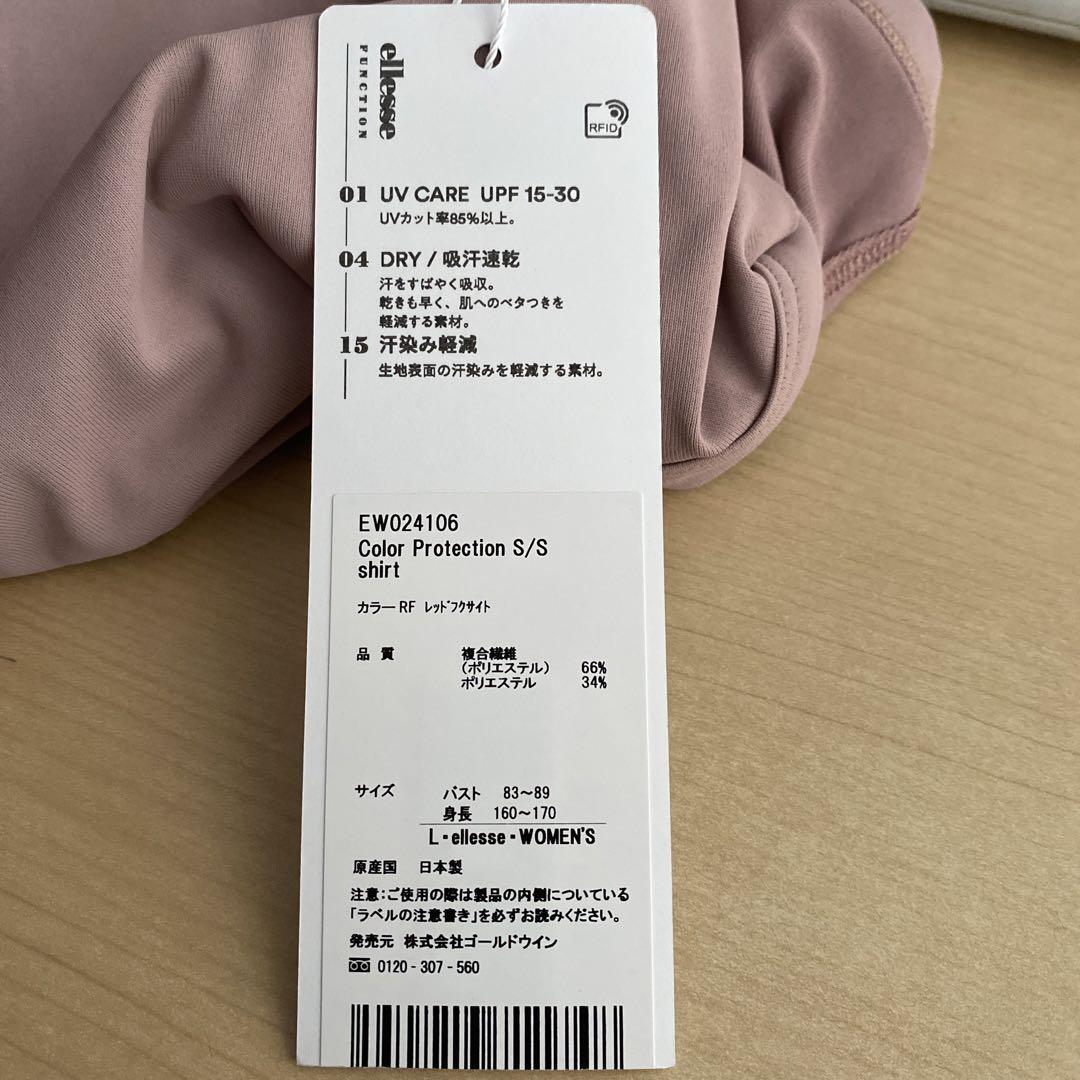 ellesse
FUNCTION
RFID
01 UV CARE UPF 15-30
UVカット率85%以上。
04 DRY / 吸汗速乾
汗をすばやく吸収。
乾きも早く、肌へのベタつきを
軽減する素材。
15 汗染み軽減
生地表面の汗染みを軽減する素材。
EW024106
Color Protection S/S
shirt
カラー RF ﾚｯﾄﾞﾌｸｻｲﾄ
品 質 複合繊維
(ポリエステル) 66%
ポリエステル 34%
サイズ バスト 83～89
身長 160～170
L・ellesse・WOMEN'S
原産国 日本製
注意：ご使用の際は製品の内側についている
「ラベルの注意書き」を必ずお読みください。
発売元 株式会社ゴールドウイン
0120 - 307 - 560